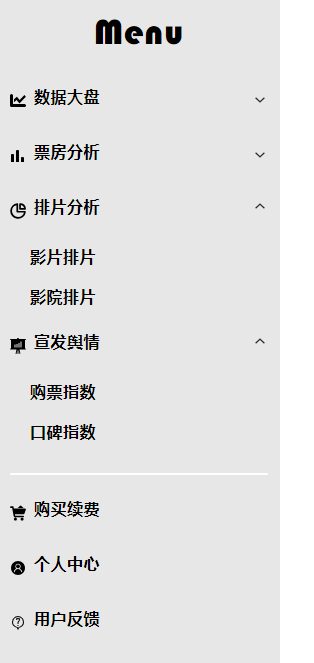 Menu
数据大盘
票房分析
排片分析
影片排片
影院排片
宣发舆情
购票指数
口碑指数
购买续费
个人中心
用户反馈